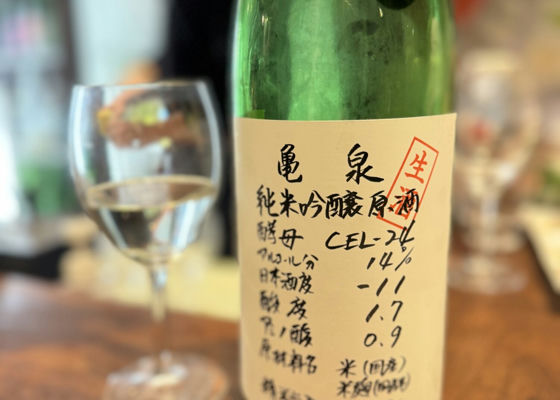 亀泉
生酒
純米吟醸原酒
酵母 CEL-24
アルコール分 14%
日本酒度 -11
酸度 1.7
アミノ酸 0.9
原材料名 米(国産)
米麹(国産米)